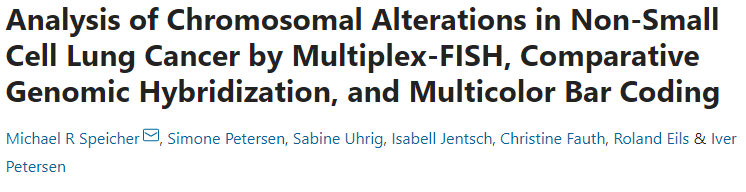 Analysis of Chromosomal Alterations in Non-Small
Cell Lung Cancer by Multiplex-FISH, Comparative
Genomic Hybridization, and Multicolor Bar Coding
Michael R Speicher, Simone Petersen, Sabine Uhrig, Isabell Jentsch, Christine Fauth, Roland Eils & Iver
Petersen